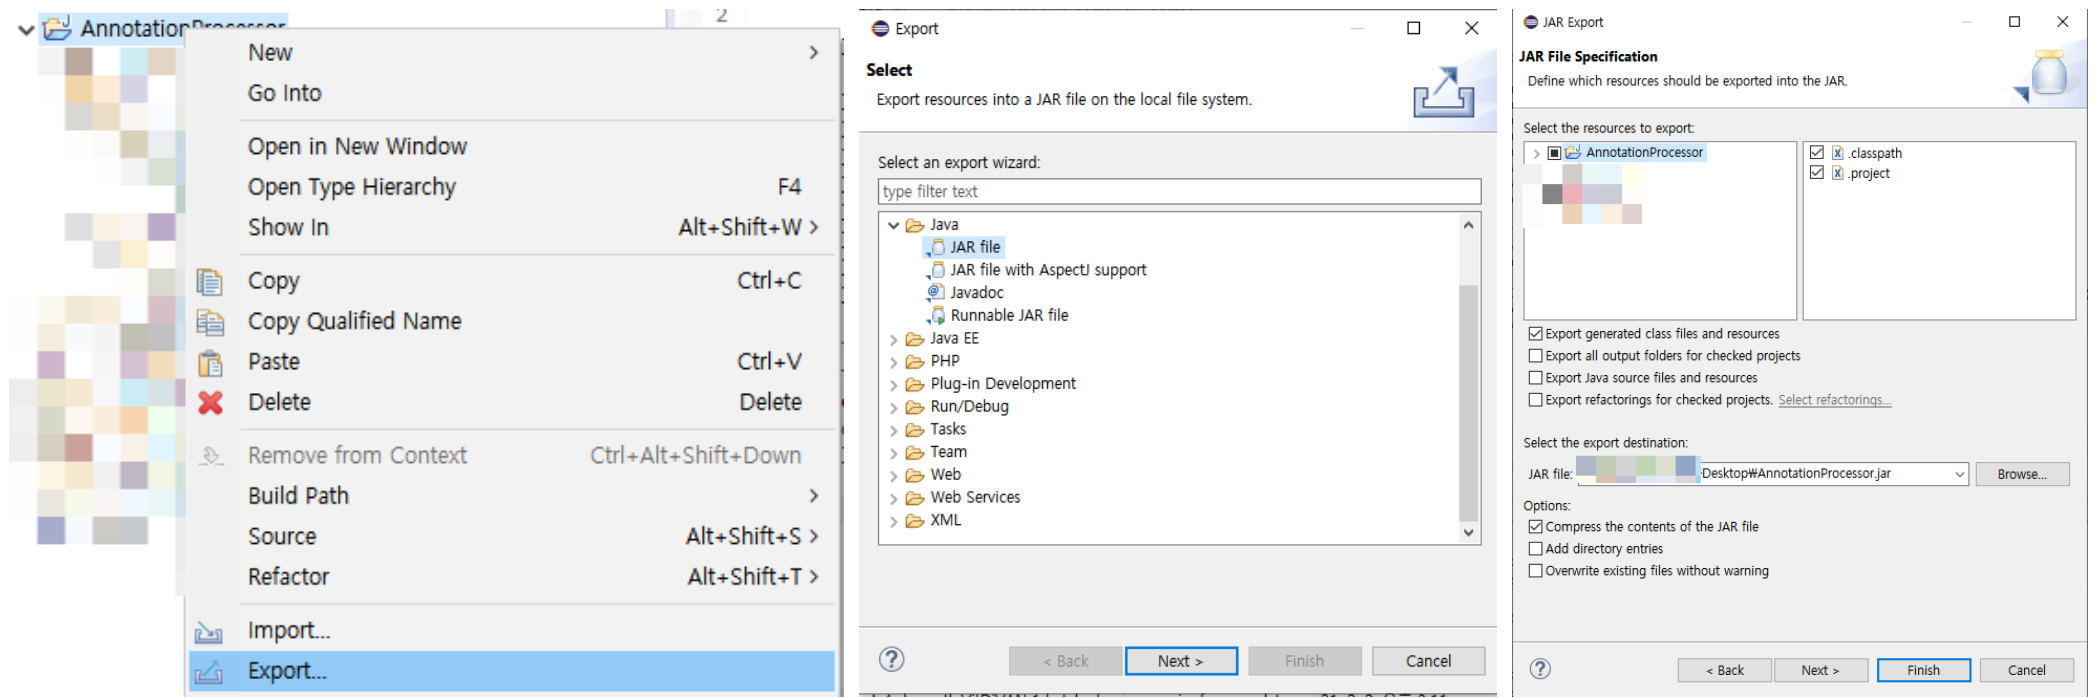 AnnotationProcessor
2
New
Go Into
Open in New Window
Open Type Hierarchy F4
Show In Alt+Shift+W >
Copy Ctrl+C
Copy Qualified Name
Paste Ctrl+V
Delete Delete
Remove from Context Ctrl+Alt+Shift+Down
Build Path
Source Alt+Shift+S >
Refactor Alt+Shift+T >
Import...
Export...
Export
Select
Export resources into a JAR file on the local file system.
Select an export wizard:
type filter text
Java
JAR file
JAR file with AspectJ support
Javadoc
Runnable JAR file
Java EE
PHP
Plug-in Development
Run/Debug
Tasks
Team
Web
Web Services
XML
< Back Next > Finish Cancel
JAR Export
JAR File Specification
Define which resources should be exported into the JAR.
Select the resources to export:
AnnotationProcessor
.classpath
.project
Export generated class files and resources
Export all output folders for checked projects
Export Java source files and resources
Export refactorings for checked projects. Select refactorings...
Select the export destination:
JAR file: Desktop₩AnnotationProcessor.jar Browse...
Options:
Compress the contents of the JAR file
Add directory entries
Overwrite existing files without warning
< Back Next > Finish Cancel